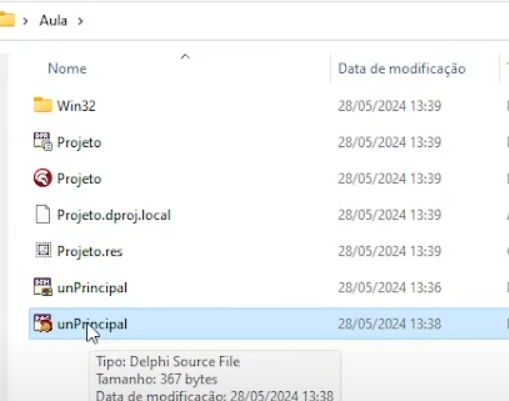 Aula
Nome Data de modificação
Win32 28/05/2024 13:39
Projeto 28/05/2024 13:39
Projeto 28/05/2024 13:39
Projeto.dproj.local 28/05/2024 13:39
Projeto.res 28/05/2024 13:39
unPrincipal 28/05/2024 13:36
unPrincipal 28/05/2024 13:38
Tipo: Delphi Source File
Tamanho: 367 bytes
Data de modificação: 28/05/2024 13:38